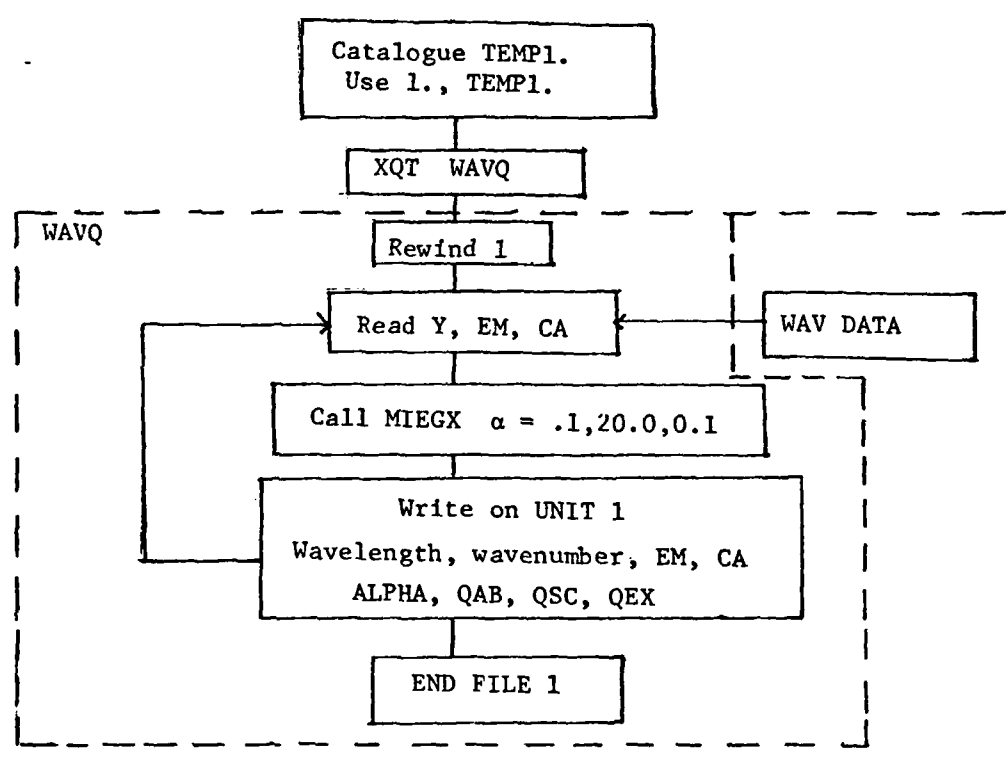 Catalogue TEMP1.
Use 1., TEMP1.
XQT WAVQ
WAVQ
Rewind 1
Read Y, EM, CA
WAV DATA
Call MIEGX α = .1,20.0,0.1
Write on UNIT 1
Wavelength, wavenumber, EM, CA
ALPHA, QAB, QSC, QEX
END FILE 1